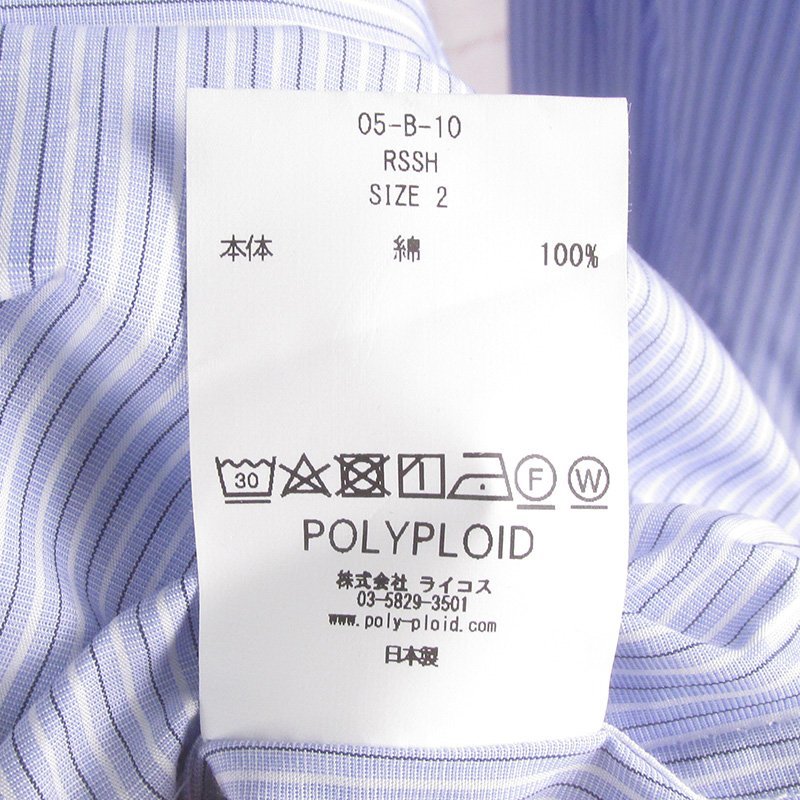 05-B-10
RSSH
SIZE 2
本体 綿 100%
30 F W
POLYPLOID
株式会社 ライコス
03-5829-3501
www.poly-ploid.com
日本製